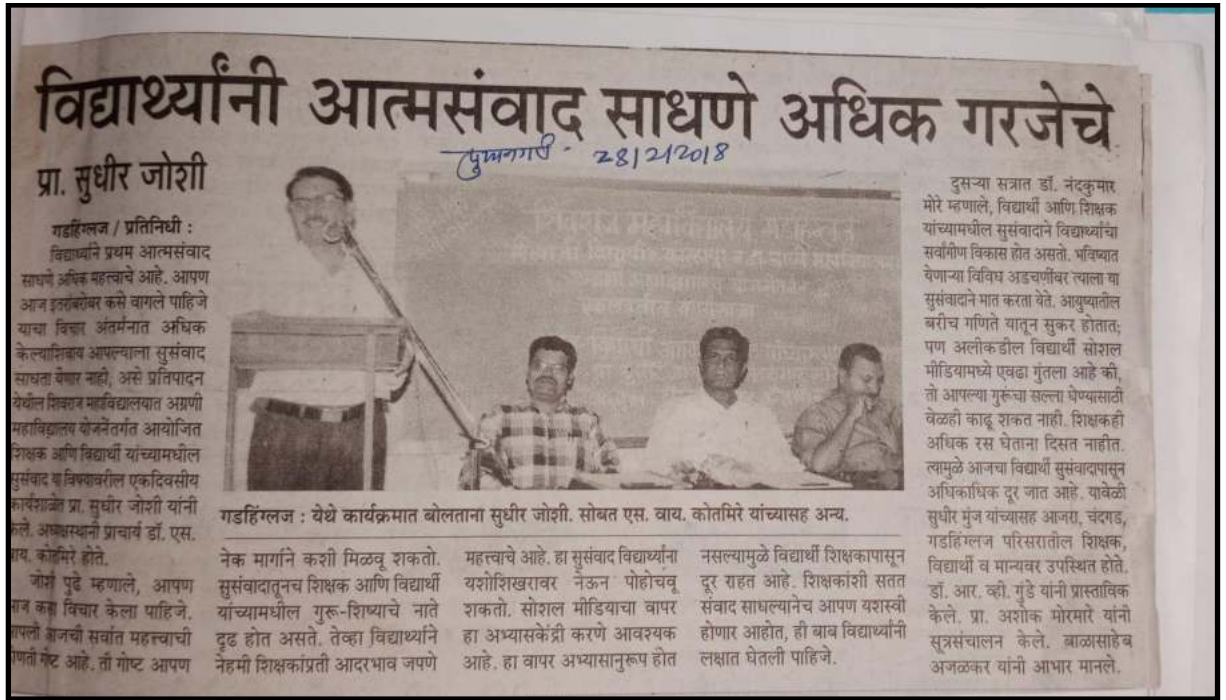 विद्यार्थ्यांनी आत्मसंवाद साधणे अधिक गरजेचे
28/2/2018
प्रा. सुधीर जोशी
गडहिंग्लज / प्रतिनिधी :
विद्यार्थ्याने प्रथम आत्मसंवाद
साधणे अधिक महत्त्वाचे आहे. आपण
आज इतरांबरोबर कसे वागले पाहिजे
याचा विचार अंतर्मनात अधिक
केल्याशिवाय आपल्याला सुसंवाद
साधता येणार नाही, असे प्रतिपादन
येथील शिवराज महाविद्यालयात अग्रणी
महाविद्यालय योजनेंतर्गत आयोजित
शिक्षक आणि विद्यार्थी यांच्यामधील
सुसंवाद या विषयावरील एकदिवसीय
कार्यशाळेत प्रा. सुधीर जोशी यांनी
केले. अध्यक्षस्थानी प्राचार्य डॉ. एस.
वाय. कोतमिरे होते.
जोशी पुढे म्हणाले, आपण
आज कसा विचार केला पाहिजे.
आपली आजची सर्वात महत्त्वाची
गोष्ट आहे. ती गोष्ट आपण
गडहिंग्लज : येथे कार्यक्रमात बोलताना सुधीर जोशी. सोबत एस. वाय. कोतमिरे यांच्यासह अन्य.
नेक मार्गाने कशी मिळवू शकतो.
सुसंवादातूनच शिक्षक आणि विद्यार्थी
यांच्यामधील गुरू-शिष्याचे नाते
दृढ होत असते. तेव्हा विद्यार्थ्याने
नेहमी शिक्षकांप्रती आदरभाव जपणे
महत्त्वाचे आहे. हा सुसंवाद विद्यार्थ्यांना
यशोशिखरावर नेऊन पोहोचवू
शकतो. सोशल मीडियाचा वापर
हा अभ्यासकेंद्री करणे आवश्यक
आहे. हा वापर अभ्यासानुरूप होत
नसल्यामुळे विद्यार्थी शिक्षकापासून
दूर राहत आहे. शिक्षकांशी सतत
संवाद साधल्यानेच आपण यशस्वी
होणार आहोत, ही बाब विद्यार्थ्यांनी
लक्षात घेतली पाहिजे.
दुसऱ्या सत्रात डॉ. नंदकुमार
मोरे म्हणाले, विद्यार्थी आणि शिक्षक
यांच्यामधील सुसंवादाने विद्यार्थ्यांचा
सर्वांगीण विकास होत असतो. भविष्यात
येणाऱ्या विविध अडचणींवर त्याला या
सुसंवादाने मात करता येते. आयुष्यातील
बरीच गणिते यातून सुकर होतात;
पण अलीकडील विद्यार्थी सोशल
मीडियामध्ये एवढा गुंतला आहे की,
तो आपल्या गुरूचा सल्ला घेण्यासाठी
वेळही काढू शकत नाही. शिक्षकही
अधिक रस घेताना दिसत नाहीत.
त्यामुळे आजचा विद्यार्थी सुसंवादापासून
अधिकाधिक दूर जात आहे. यावेळी
सुधीर मुंज यांच्यासह आजरा, चंदगड,
गडहिंग्लज परिसरातील शिक्षक,
विद्यार्थी व मान्यवर उपस्थित होते.
डॉ. आर. व्ही. गुंडे यांनी प्रास्ताविक
केले. प्रा. अशोक मोरमारे यांनी
सूत्रसंचालन केले. बाळासाहेब
अजळकर यांनी आभार मानले.